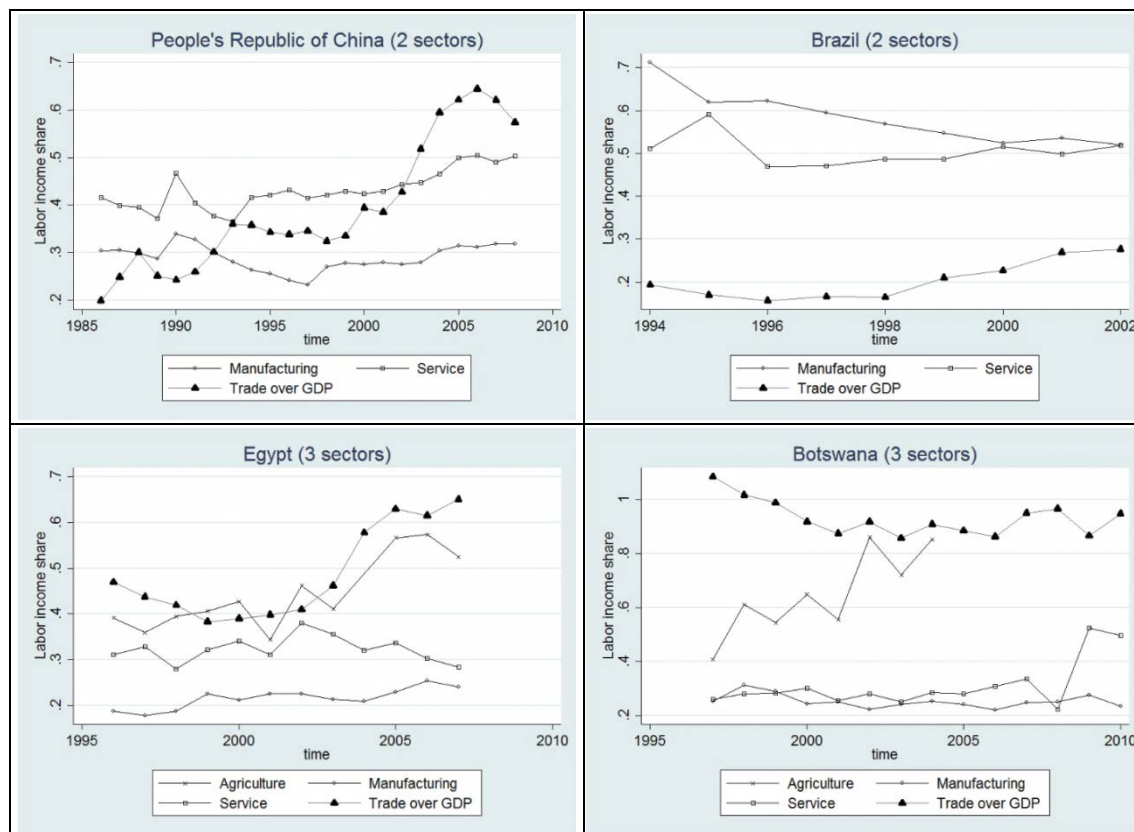 People's Republic of China (2 sectors)
Labor income share
.7
.6
.5
.4
.3
.2
1985 1990 1995 2000 2005 2010
time
Manufacturing Service
Trade over GDP
Brazil (2 sectors)
Labor income share
.7
.6
.5
.4
.3
.2
1994 1996 1998 2000 2002
time
Manufacturing Service
Trade over GDP
Egypt (3 sectors)
Labor income share
.7
.6
.5
.4
.3
.2
1995 2000 2005 2010
time
Agriculture Manufacturing
Service Trade over GDP
Botswana (3 sectors)
Labor income share
1
.8
.6
.4
.2
1995 2000 2005 2010
time
Agriculture Manufacturing
Service Trade over GDP